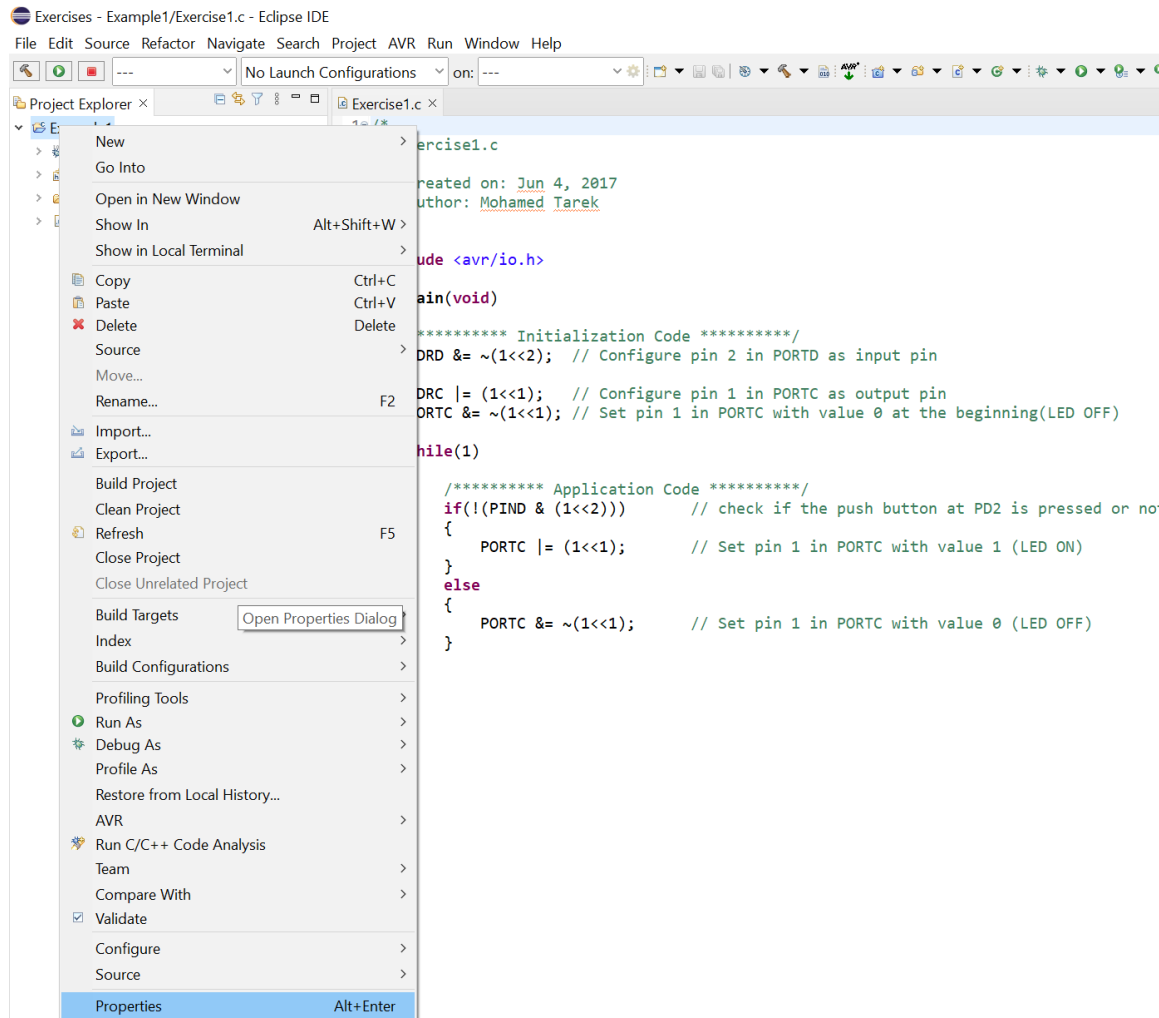 Exercises - Example1/Exercise1.c - Eclipse IDE
File Edit Source Refactor Navigate Search Project AVR Run Window Help
--- No Launch Configurations on: ---
Project Explorer
Exercise1.c
1 /*
ercise1.c
reated on: Jun 4, 2017
uthor: Mohamed Tarek
ude <avr/io.h>
ain(void)
********** Initialization Code **********/
DRD &= ~(1<<2); // Configure pin 2 in PORTD as input pin
DRC |= (1<<1); // Configure pin 1 in PORTC as output pin
ORTC &= ~(1<<1); // Set pin 1 in PORTC with value 0 at the beginning(LED OFF)
hile(1)
/********** Application Code **********/
if(!(PIND & (1<<2))) // check if the push button at PD2 is pressed or no
{
PORTC |= (1<<1); // Set pin 1 in PORTC with value 1 (LED ON)
}
else
{
PORTC &= ~(1<<1); // Set pin 1 in PORTC with value 0 (LED OFF)
}
New
Go Into
Open in New Window
Show In Alt+Shift+W
Show in Local Terminal
Copy Ctrl+C
Paste Ctrl+V
Delete Delete
Source
Move...
Rename... F2
Import...
Export...
Build Project
Clean Project
Refresh F5
Close Project
Close Unrelated Project
Build Targets
Open Properties Dialog
Index
Build Configurations
Profiling Tools
Run As
Debug As
Profile As
Restore from Local History...
AVR
Run C/C++ Code Analysis
Team
Compare With
Validate
Configure
Source
Properties Alt+Enter